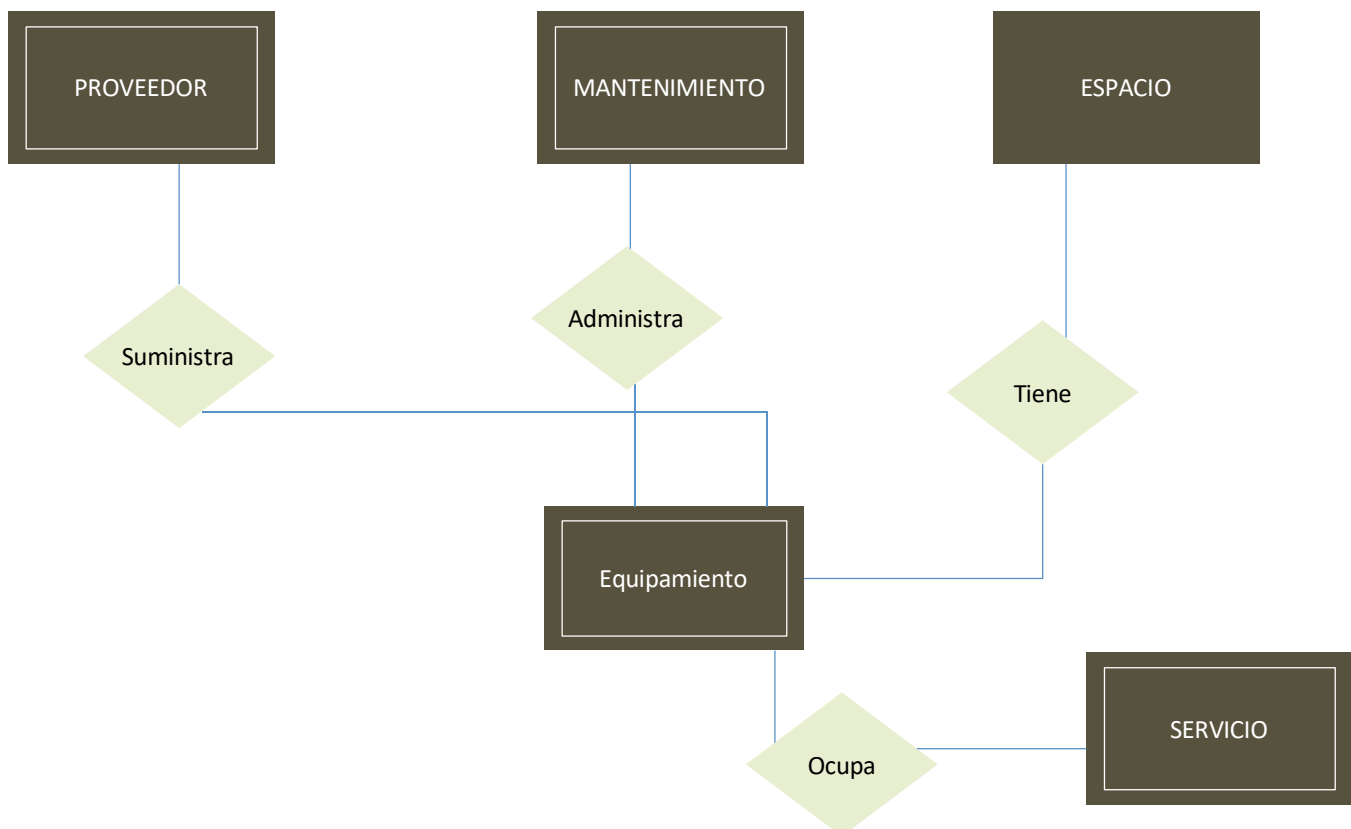 PROVEEDOR
MANTENIMIENTO
ESPACIO
Administra
Suministra
Tiene
Equipamiento
SERVICIO
Ocupa